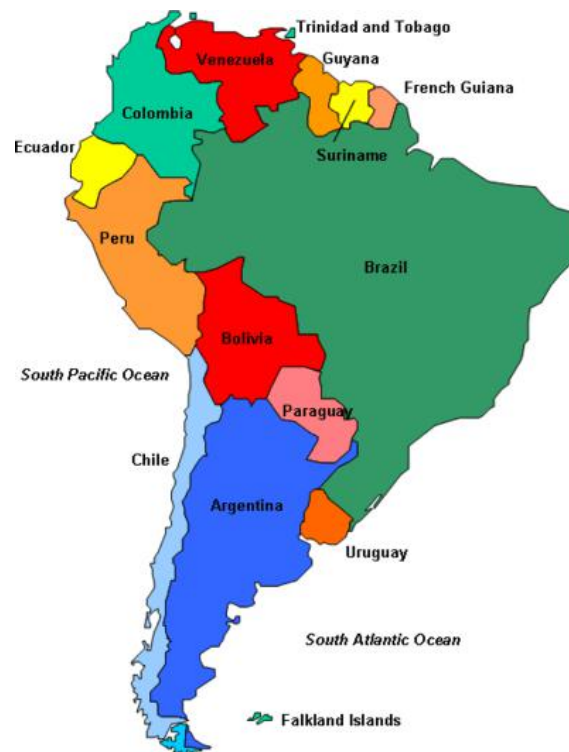 Trinidad and Tobago
Venezuela
Guyana
French Guiana
Colombia
Ecuador
Suriname
Peru
Brazil
Bolivia
South Pacific Ocean
Paraguay
Chile
Argentina
Uruguay
South Atlantic Ocean
Falkland Islands